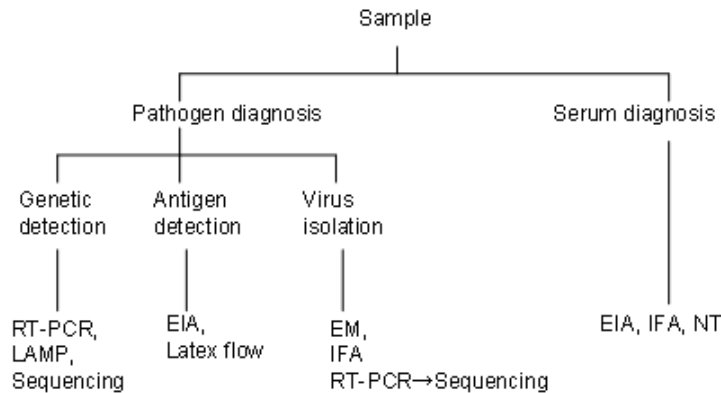 Sample
Pathogen diagnosis
Serum diagnosis
Genetic
detection
Antigen
detection
Virus
isolation
RT-PCR,
LAMP,
Sequencing
EIA,
Latex flow
EM,
IFA
RT-PCR→Sequencing
EIA, IFA, NT